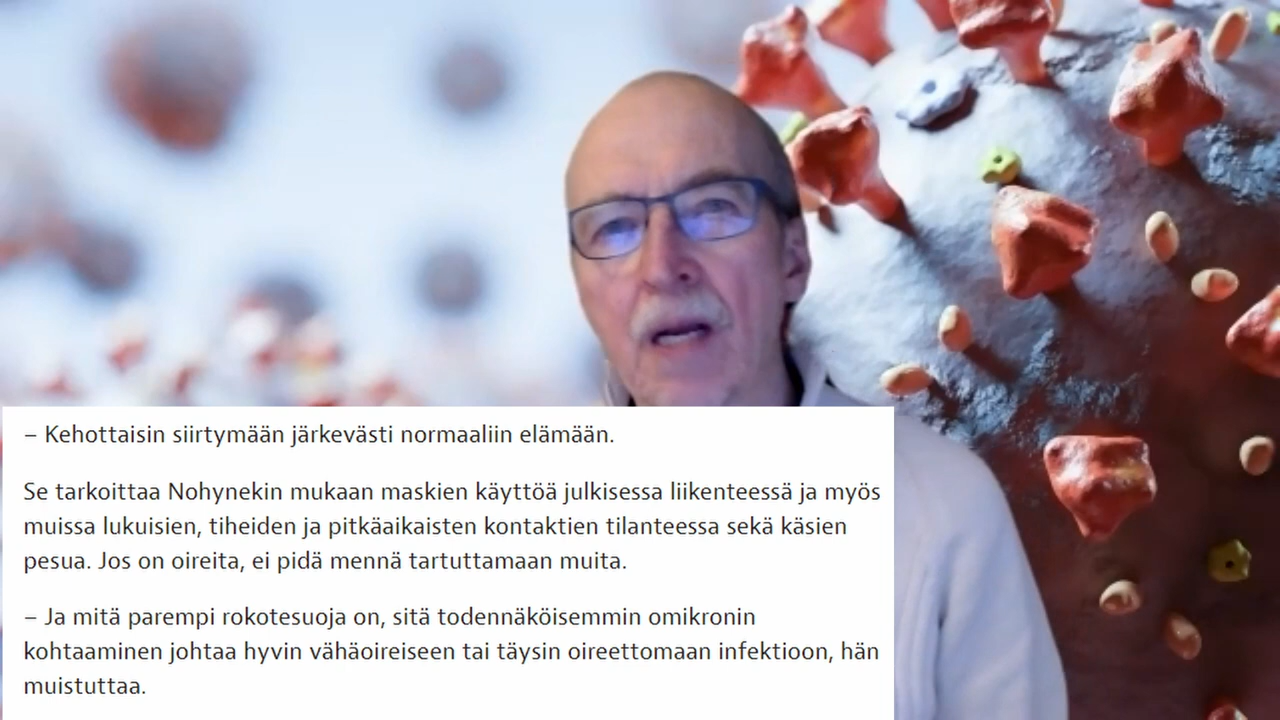 – Kehottaisin siirtymään järkevästi normaaliin elämään.
Se tarkoittaa Nohynekin mukaan maskien käyttöä julkisessa liikenteessä ja myös
muissa lukuisien, tiheiden ja pitkäaikaisten kontaktien tilanteessa sekä käsien
pesua. Jos on oireita, ei pidä mennä tartuttamaan muita.
– Ja mitä parempi rokotesuoja on, sitä todennäköisemmin omikronin
kohtaaminen johtaa hyvin vähäoireiseen tai täysin oireettomaan infektioon, hän
muistuttaa.